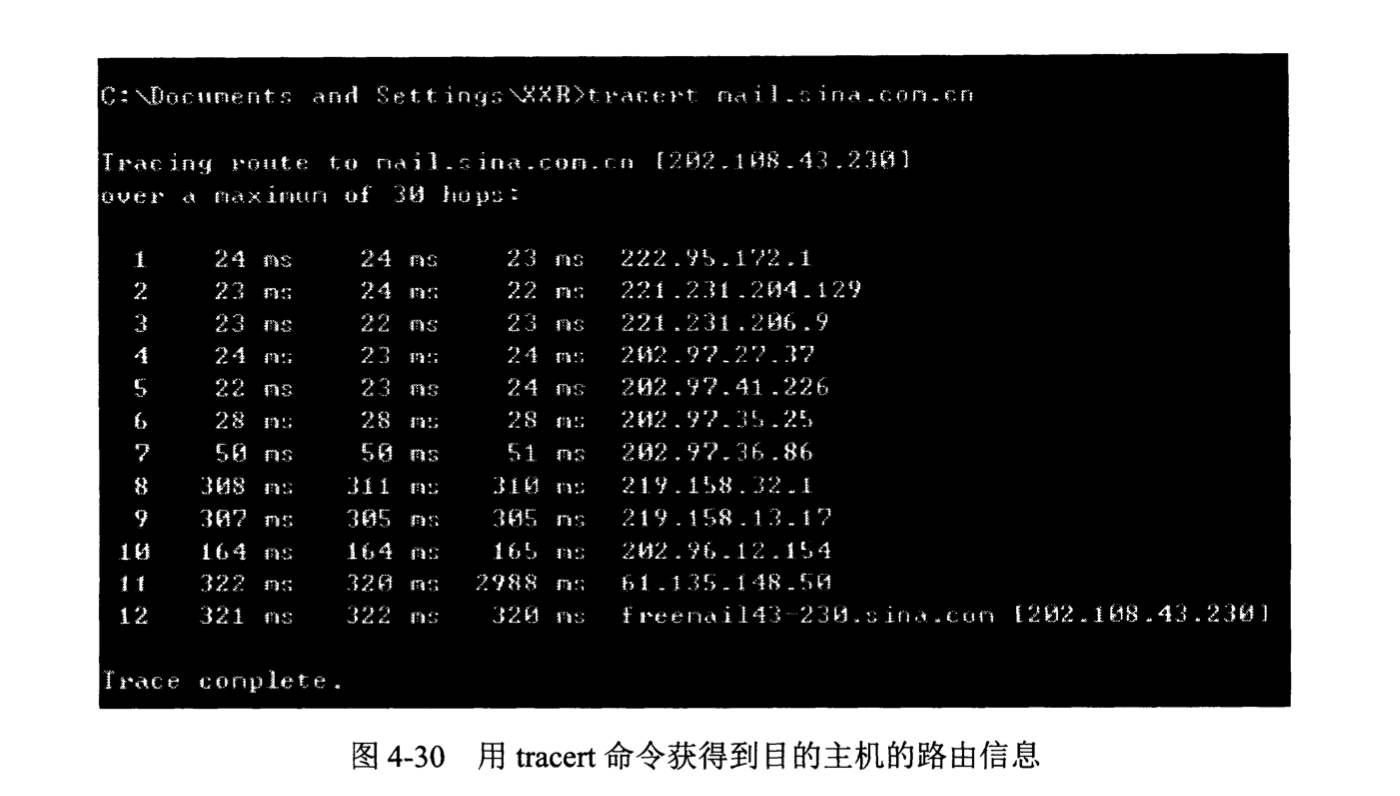 C:\Documents and Settings\XXR>tracert mail.sina.com.cn
Tracing route to mail.sina.com.cn [202.108.43.230]
over a maximum of 30 hops:
1 24 ms 24 ms 23 ms 222.95.172.1
2 23 ms 24 ms 22 ms 221.231.204.129
3 23 ms 22 ms 23 ms 221.231.206.9
4 24 ms 23 ms 24 ms 202.97.27.37
5 22 ms 23 ms 24 ms 202.97.41.226
6 28 ms 28 ms 28 ms 202.97.35.25
7 50 ms 50 ms 51 ms 202.97.36.86
8 308 ms 311 ms 310 ms 219.158.32.1
9 307 ms 305 ms 305 ms 219.158.13.17
10 164 ms 164 ms 165 ms 202.96.12.154
11 322 ms 320 ms 2988 ms 61.135.148.50
12 321 ms 322 ms 320 ms freemail43-230.sina.com [202.108.43.230]
Trace complete.
图 4-30 用 tracert 命令获得到目的主机的路由信息